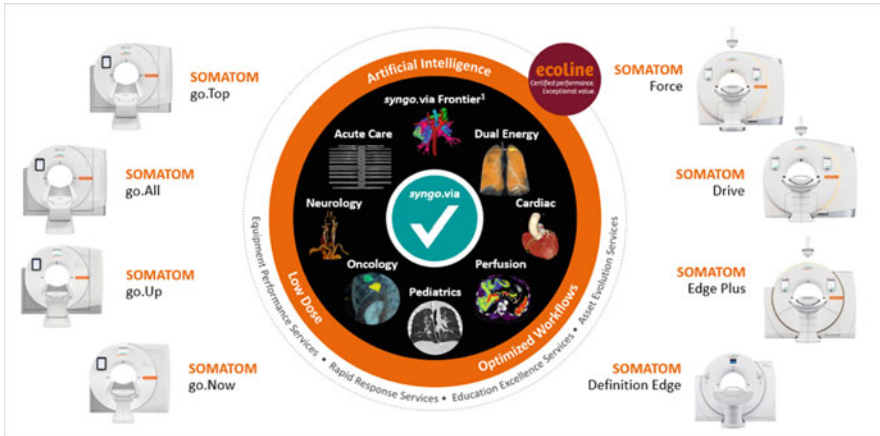 SOMATOM
go.Top
SOMATOM
go.All
SOMATOM
go.Up
SOMATOM
go.Now
Artificial Intelligence
ecoline
Certified performance.
Exceptional value.
syngo.via Frontier¹
Acute Care
Dual Energy
syngo.via
Neurology
Cardiac
Oncology
Perfusion
Pediatrics
Low Dose
Optimized Workflows
Equipment Performance Services • Rapid Response Services • Education Excellence Services • Asset Evolution Services
SOMATOM
Force
SOMATOM
Drive
SOMATOM
Edge Plus
SOMATOM
Definition Edge